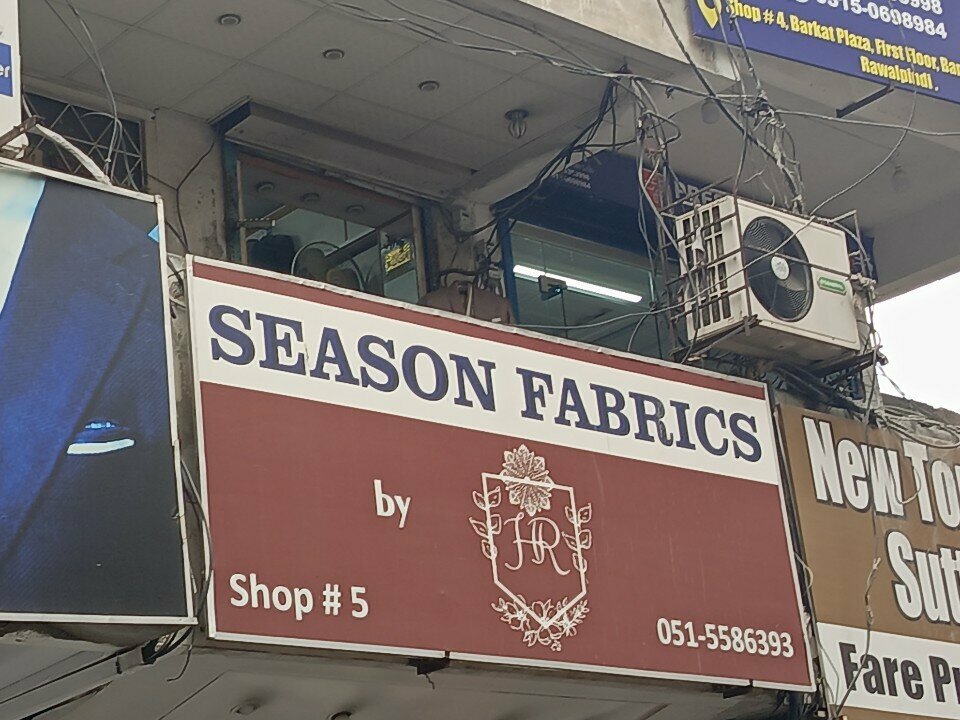 0315-0698984
Shop # 4, Barkat Plaza, First Floor,
Rawalpindi.
SEASON FABRICS
by
HR
Shop # 5
051-5586393
New
Fare